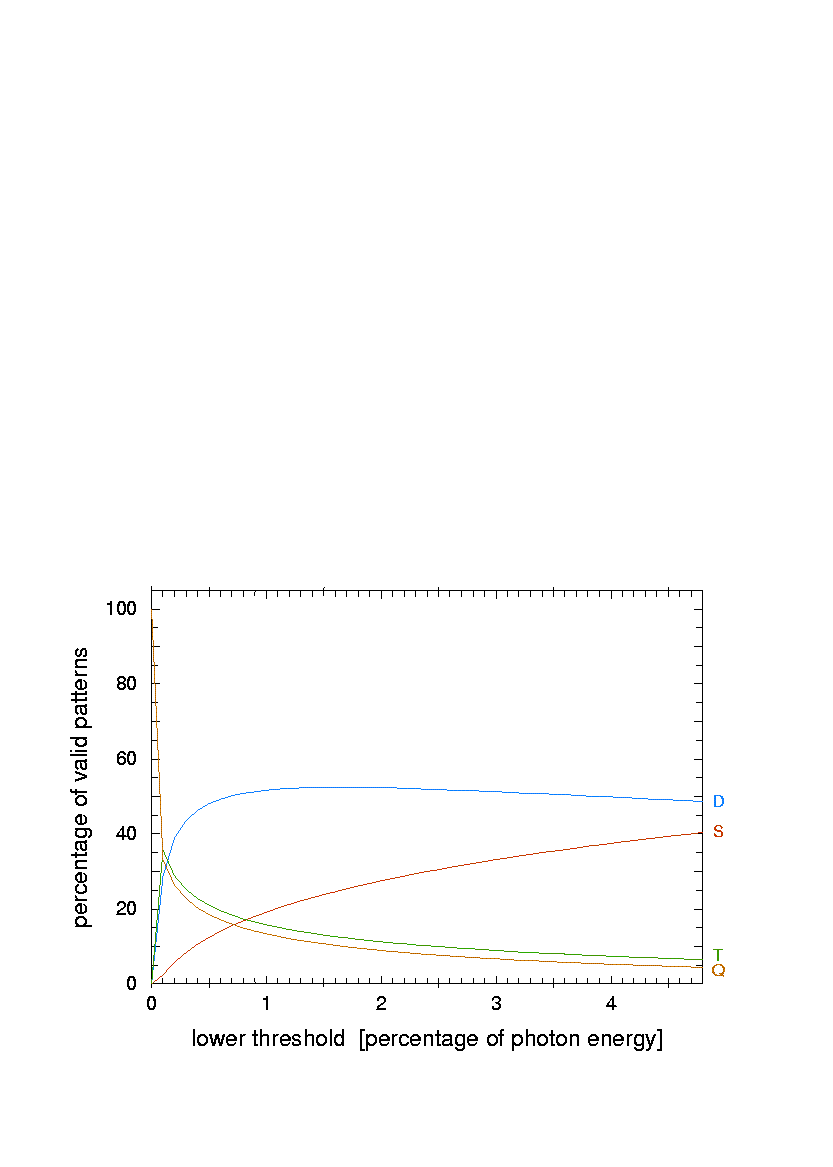 100
80
60
40
20
0
percentage of valid patterns
D
S
T
Q
0 1 2 3 4
lower threshold [percentage of photon energy]